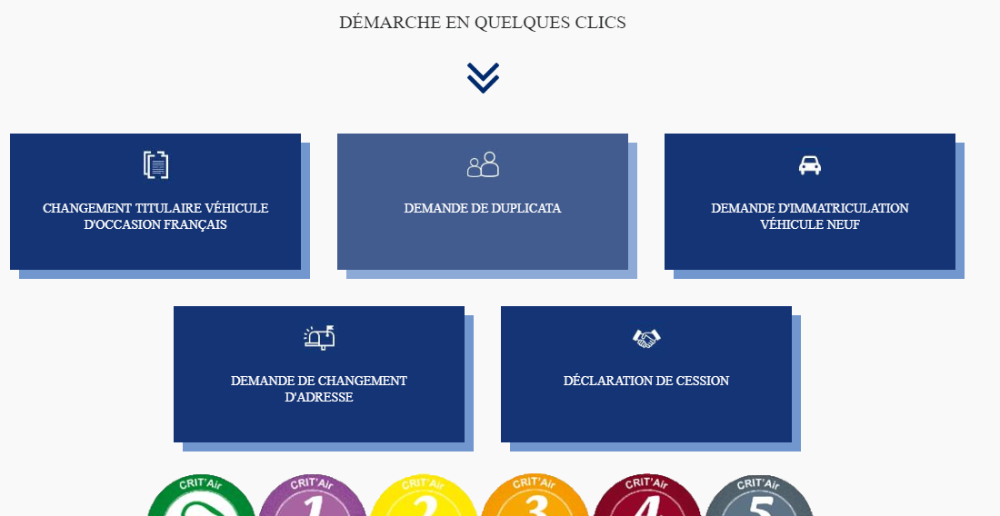 DÉMARCHE EN QUELQUES CLICS
CHANGEMENT TITULAIRE VÉHICULE
D'OCCASION FRANÇAIS
DEMANDE DE DUPLICATA
DEMANDE D'IMMATRICULATION
VÉHICULE NEUF
DEMANDE DE CHANGEMENT
D'ADRESSE
DÉCLARATION DE CESSION
CRIT'Air
CRIT'Air
1
CRIT'Air
2
CRIT'Air
3
CRIT'Air
4
CRIT'Air
5